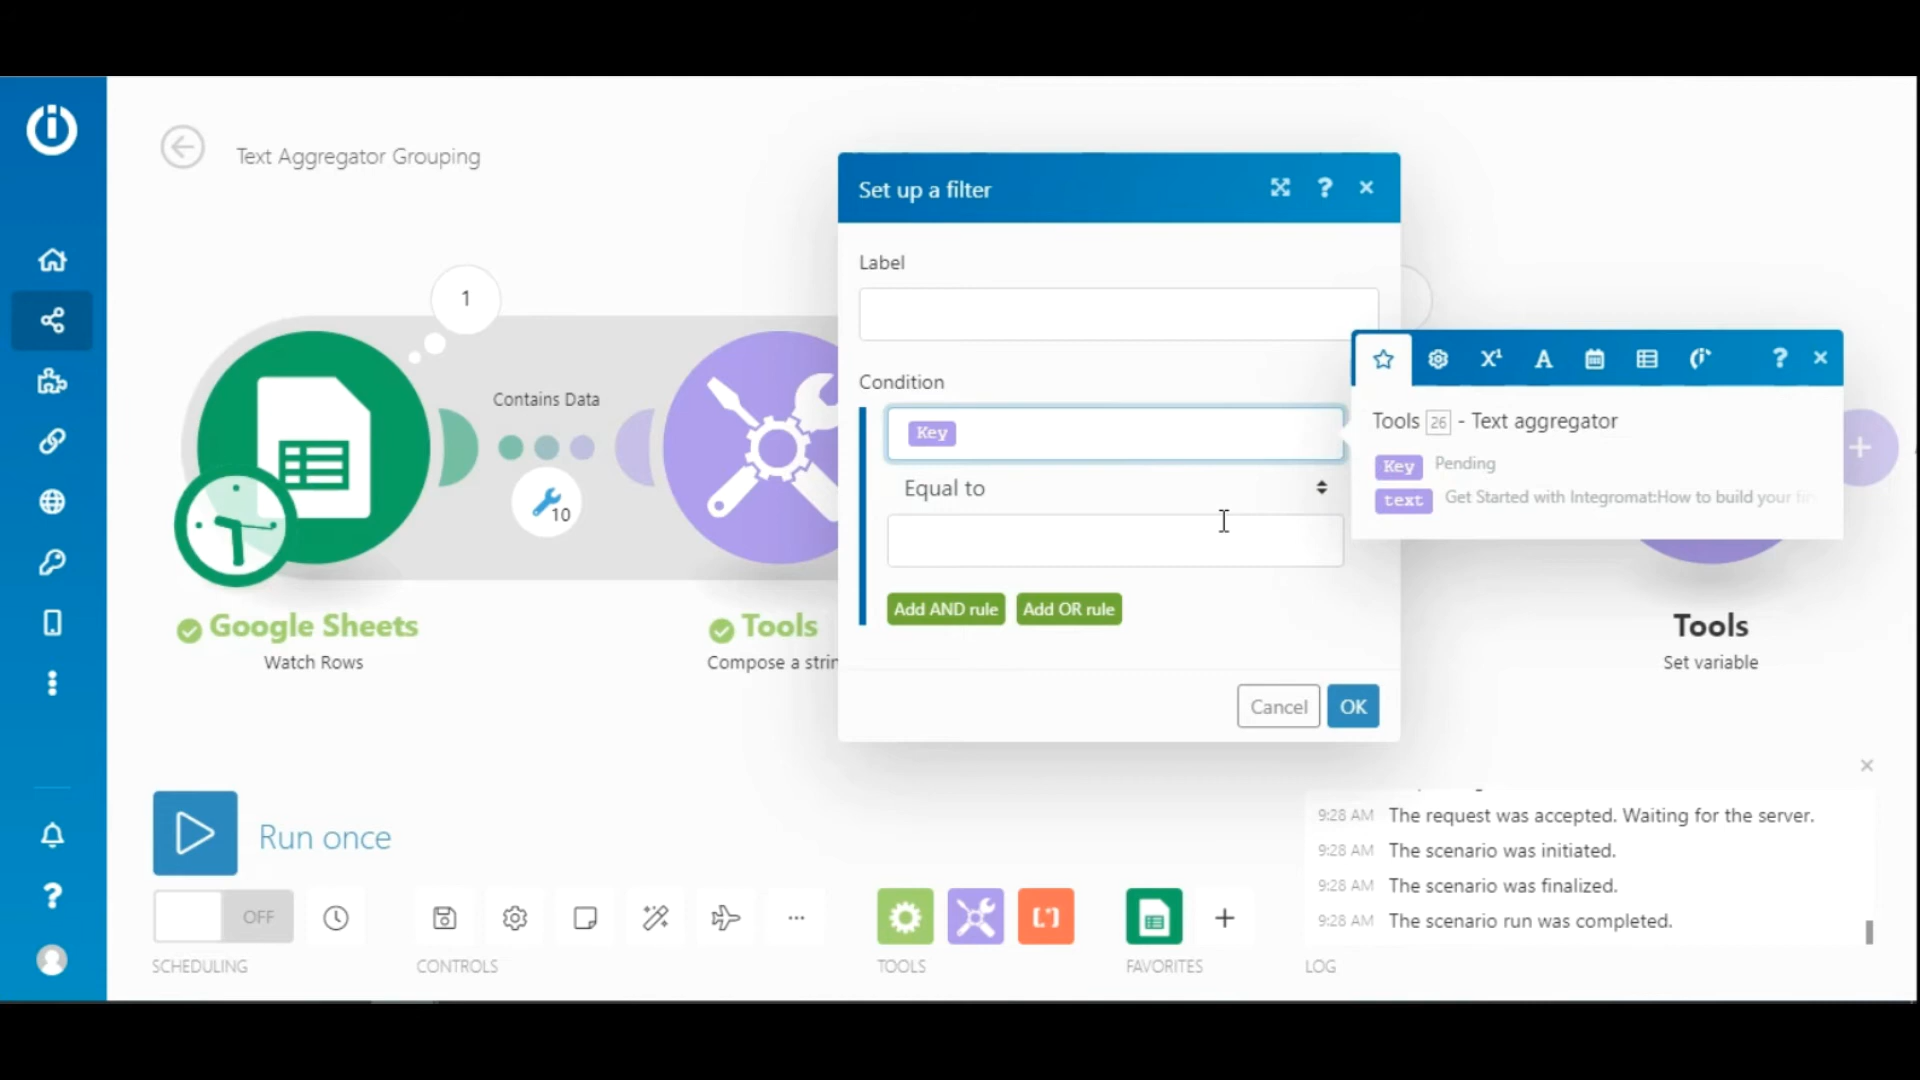 Text Aggregator Grouping
Set up a filter
Label
1
Contains Data
10
Condition
Key
Equal to
Add AND rule
Add OR rule
Cancel
OK
Tools 26 - Text aggregator
Key Pending
text Get Started with Integromat:How to build your fir
Google Sheets
Watch Rows
Tools
Compose a strin
Tools
Set variable
Run once
OFF
SCHEDULING
CONTROLS
TOOLS
FAVORITES
9:28 AM The request was accepted. Waiting for the server.
9:28 AM The scenario was initiated.
9:28 AM The scenario was finalized.
9:28 AM The scenario run was completed.
LOG